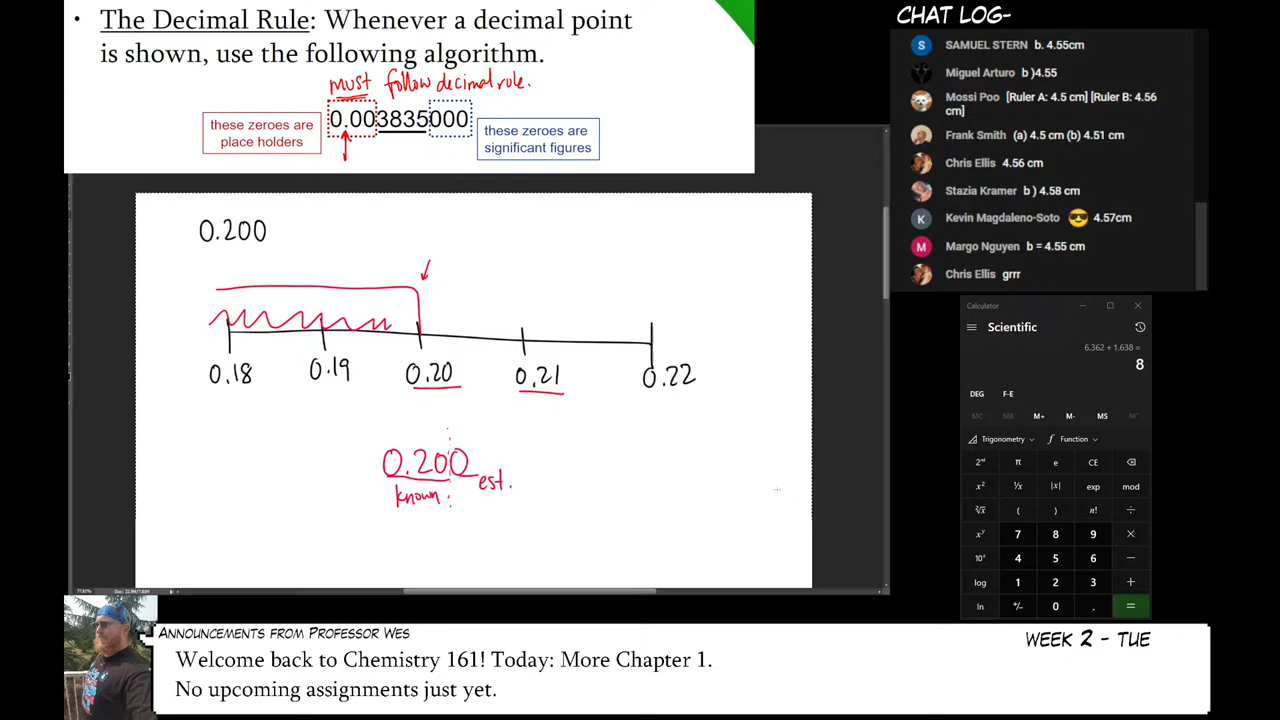 • The Decimal Rule: Whenever a decimal point
is shown, use the following algorithm.
must follow decimal rule.
these zeroes are
place holders
0.003835000
these zeroes are
significant figures
0.200
0.18 0.19 0.20 0.21 0.22
0.200
known est.
CHAT LOG-
S SAMUEL STERN b. 4.55cm
Miguel Arturo b )4.55
Mossi Poo [Ruler A: 4.5 cm] [Ruler B: 4.56
cm]
Frank Smith (a) 4.5 cm (b) 4.51 cm
Chris Ellis 4.56 cm
Stazia Kramer b ) 4.58 cm
K Kevin Magdaleno-Soto 😎 4.57cm
M Margo Nguyen b = 4.55 cm
Chris Ellis grrr
Calculator
Scientific
6.362 + 1.638 =
8
DEG F-E
MC MR M+ M- MS M˅
Trigonometry Function
2ⁿᵈ π e CE
x² ¹/x |x| exp mod
²√x ( ) n! ÷
xʸ 7 8 9 ×
10ˣ 4 5 6 −
log 1 2 3 +
ln +/− 0 . =
ANNOUNCEMENTS FROM PROFESSOR WES
WEEK 2 - TUE
Welcome back to Chemistry 161! Today: More Chapter 1.
No upcoming assignments just yet.